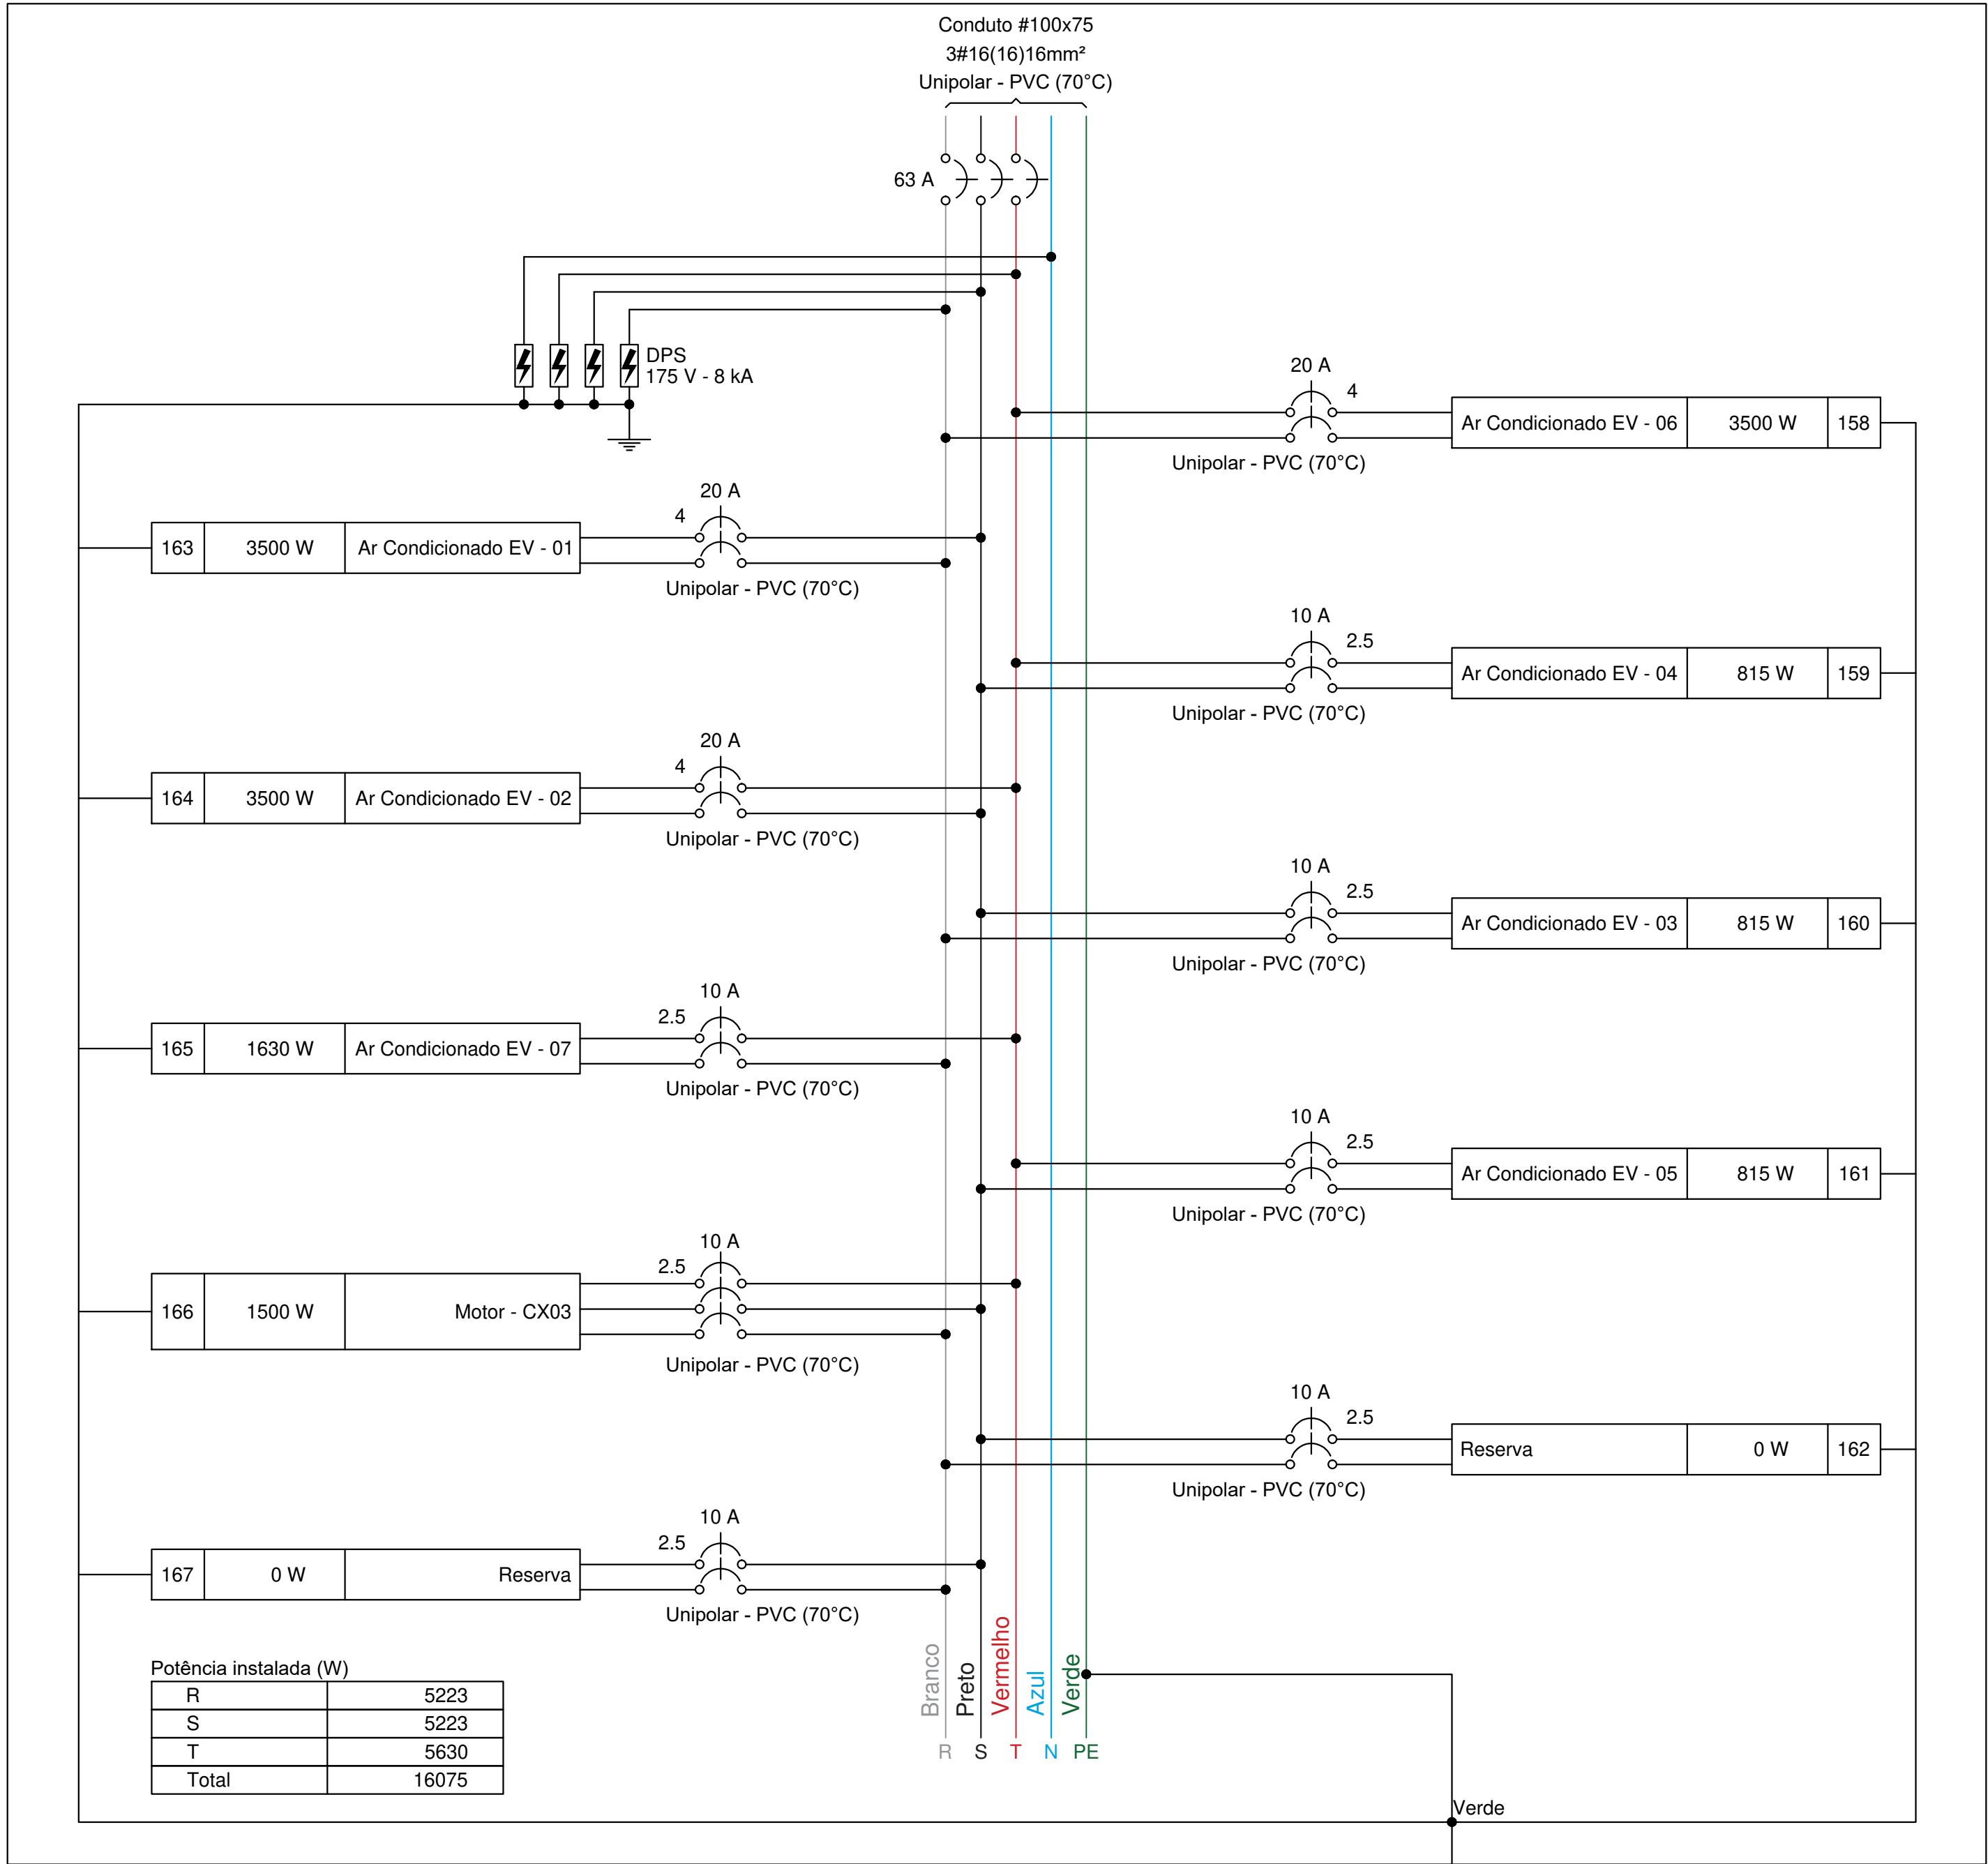 Conduto #100x75
3#16(16)16mm²
Unipolar - PVC (70°C)
63 A
DPS
175 V - 8 kA
20 A
4
Ar Condicionado EV - 06 3500 W 158
Unipolar - PVC (70°C)
20 A
4
163 3500 W Ar Condicionado EV - 01
Unipolar - PVC (70°C)
10 A
2.5
Ar Condicionado EV - 04 815 W 159
Unipolar - PVC (70°C)
20 A
4
164 3500 W Ar Condicionado EV - 02
Unipolar - PVC (70°C)
10 A
2.5
Ar Condicionado EV - 03 815 W 160
Unipolar - PVC (70°C)
10 A
2.5
165 1630 W Ar Condicionado EV - 07
Unipolar - PVC (70°C)
10 A
2.5
Ar Condicionado EV - 05 815 W 161
Unipolar - PVC (70°C)
10 A
2.5
166 1500 W Motor - CX03
Unipolar - PVC (70°C)
10 A
2.5
Reserva 0 W 162
Unipolar - PVC (70°C)
10 A
2.5
167 0 W Reserva
Unipolar - PVC (70°C)
Branco
Preto
Vermelho
Azul
Verde
R S T N PE
Potência instalada (W)
R 5223
S 5223
T 5630
Total 16075
Verde